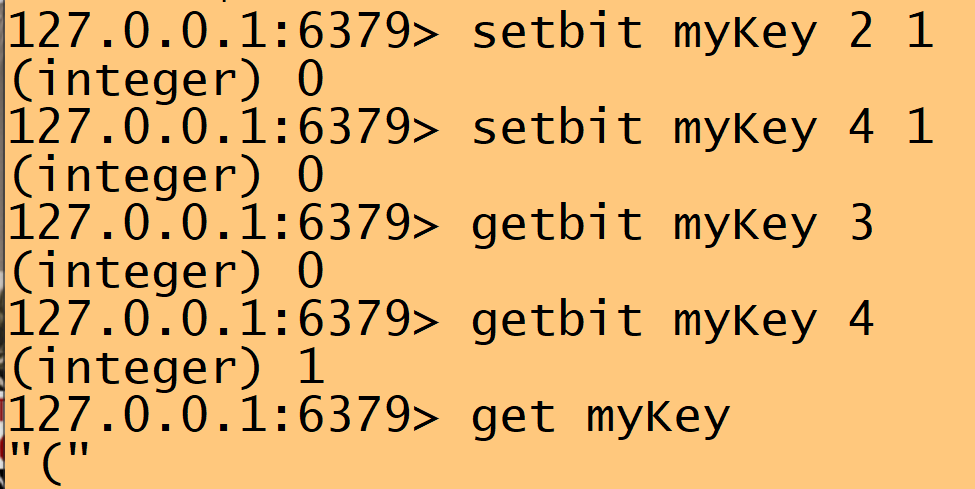 127.0.0.1:6379> setbit myKey 2 1
(integer) 0
127.0.0.1:6379> setbit myKey 4 1
(integer) 0
127.0.0.1:6379> getbit myKey 3
(integer) 0
127.0.0.1:6379> getbit myKey 4
(integer) 1
127.0.0.1:6379> get myKey
"("